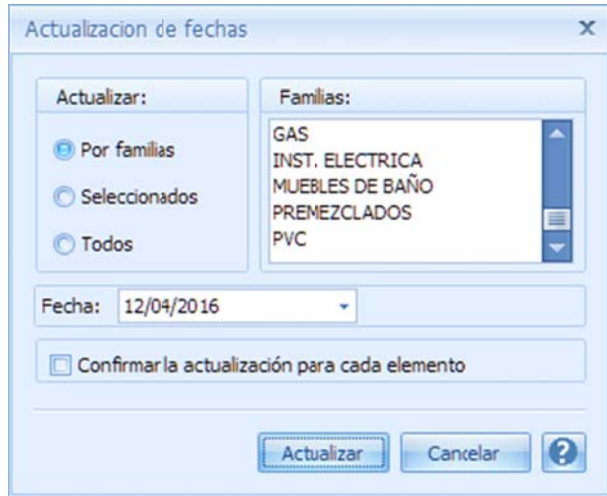 Actualizacion de fechas
Actualizar:
Por familias
Seleccionados
Todos
Familias:
GAS
INST. ELECTRICA
MUEBLES DE BAÑO
PREMEZCLADOS
PVC
Fecha: 12/04/2016
Confirmar la actualización para cada elemento
Actualizar Cancelar ?